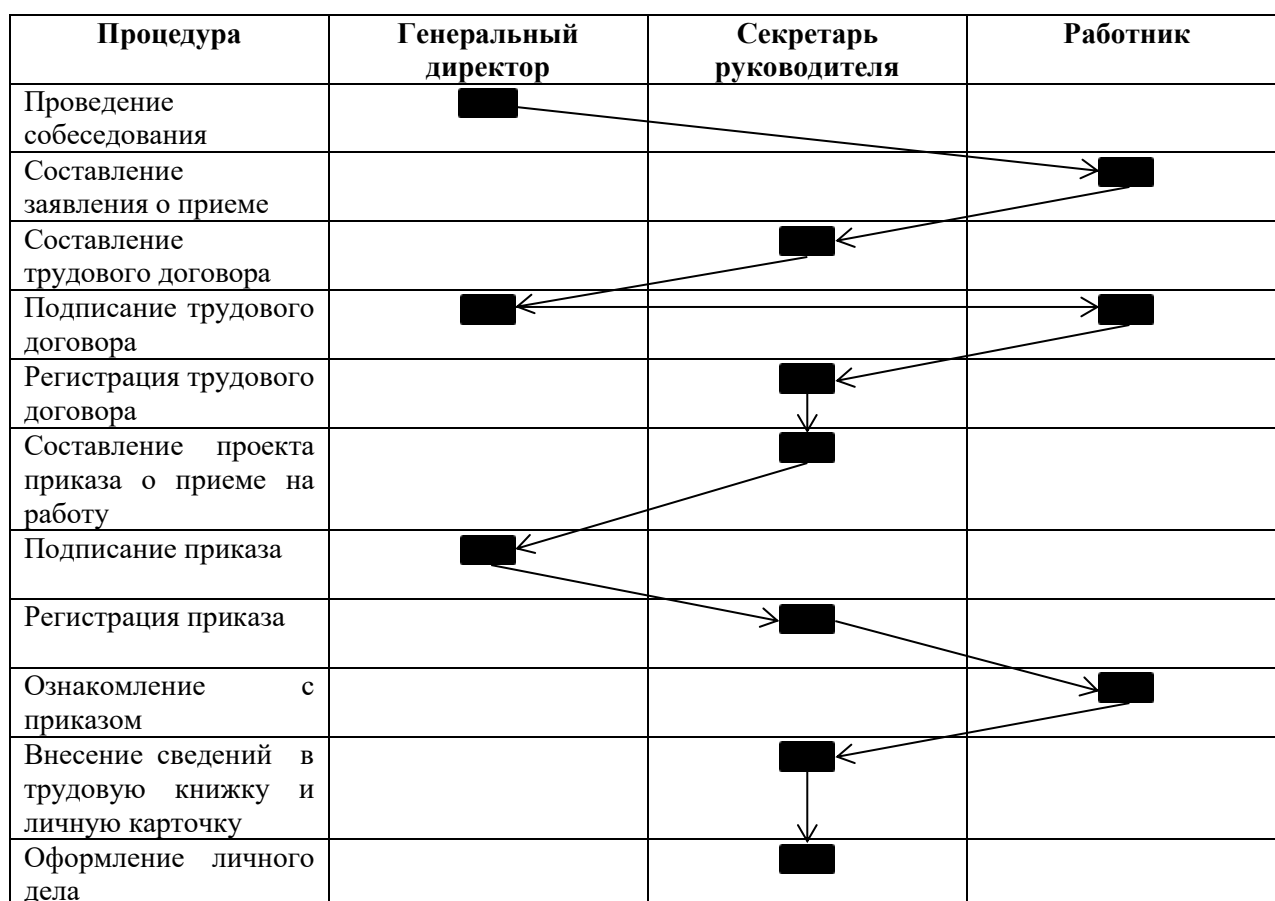 Процедура
Генеральный
директор
Секретарь
руководителя
Работник
Проведение
собеседования
Составление
заявления о приеме
Составление
трудового договора
Подписание трудового
договора
Регистрация трудового
договора
Составление проекта
приказа о приеме на
работу
Подписание приказа
Регистрация приказа
Ознакомление с
приказом
Внесение сведений в
трудовую книжку и
личную карточку
Оформление личного
дела